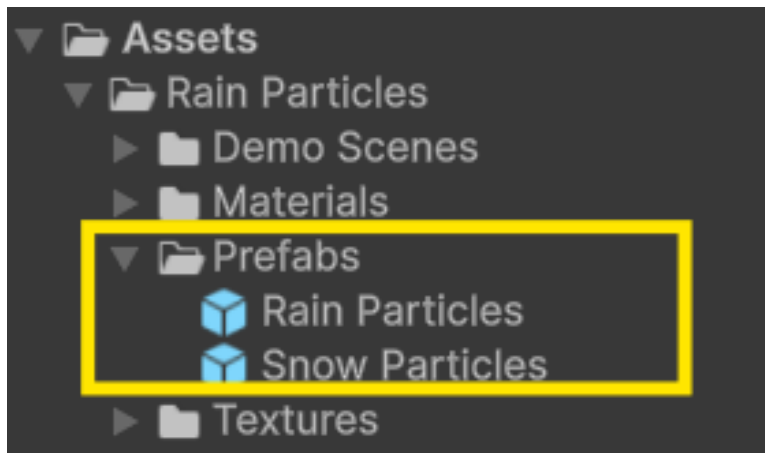 Assets
Rain Particles
Demo Scenes
Materials
Prefabs
Rain Particles
Snow Particles
Textures